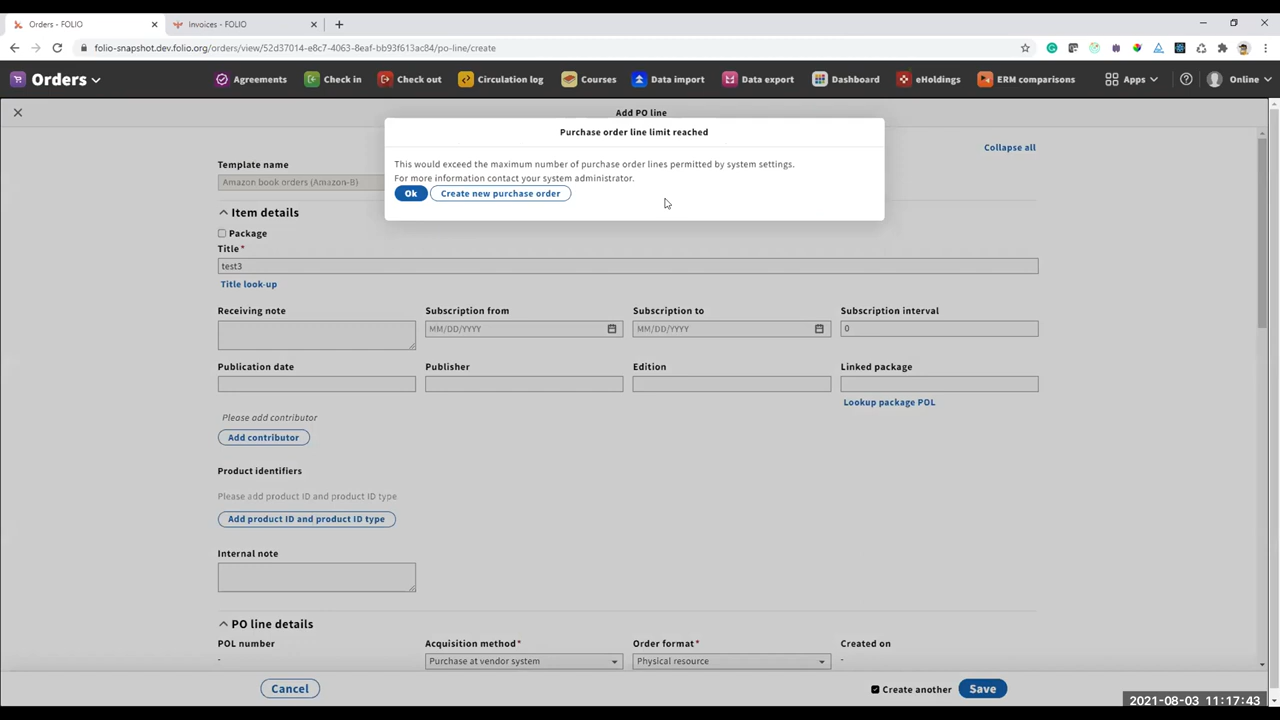 Orders - FOLIO
Invoices - FOLIO
folio-snapshot.dev.folio.org/orders/view/52d37014-e8c7-4063-8eaf-bb93f613ac84/po-line/create
Orders
Agreements
Check in
Check out
Circulation log
Courses
Data import
Data export
Dashboard
eHoldings
ERM comparisons
Apps
Online
Add PO line
Purchase order line limit reached
This would exceed the maximum number of purchase order lines permitted by system settings.
For more information contact your system administrator.
Ok
Create new purchase order
Collapse all
Template name
Amazon book orders (Amazon-B)
Item details
Package
Title*
test3
Title look-up
Receiving note
Subscription from
Subscription to
Subscription interval
MM/DD/YYYY
MM/DD/YYYY
0
Publication date
Publisher
Edition
Linked package
Lookup package POL
Please add contributor
Add contributor
Product identifiers
Please add product ID and product ID type
Add product ID and product ID type
Internal note
PO line details
POL number
Acquisition method*
Order format*
Created on
-
Purchase at vendor system
Physical resource
-
Cancel
Create another
Save
2021-08-03 11:17:43